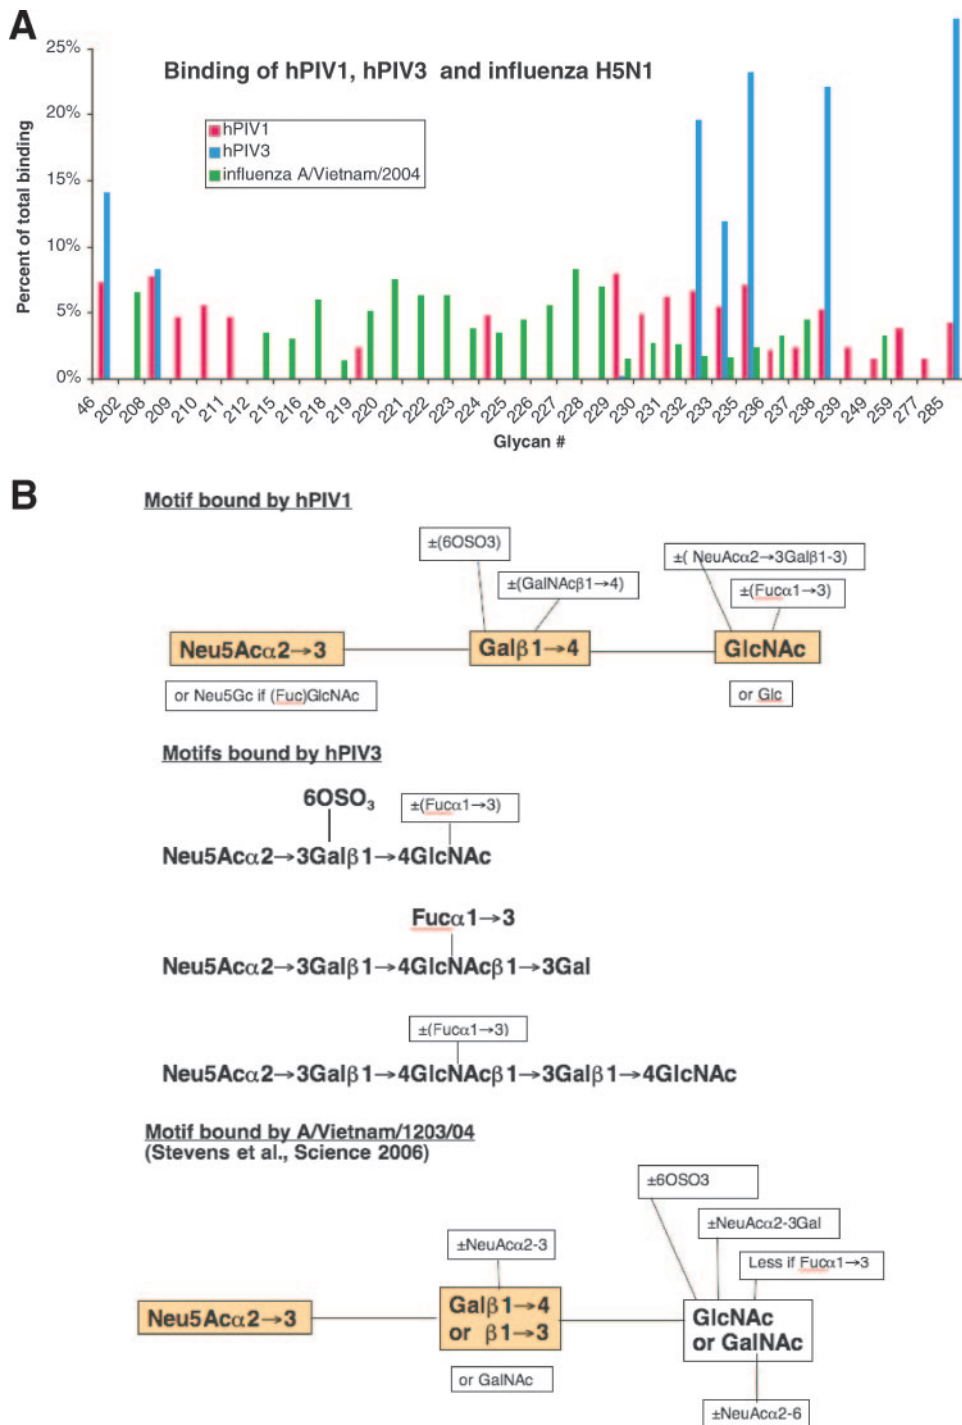 A
Binding of hPIV1, hPIV3 and influenza H5N1
25%
20%
15%
10%
5%
0%
Percent of total binding
hPIV1
hPIV3
influenza A/Vietnam/2004
46 202 208 209 210 211 212 215 216 218 219 220 221 222 223 224 225 226 227 228 229 230 231 232 233 235 236 237 238 239 249 259 277 285
Glycan #
B
Motif bound by hPIV1
±(6OSO3)
±( NeuAcα2→3Galβ1-3)
±(GalNAcβ1→4)
±(Fucα1→3)
Neu5Acα2→3
Galβ1→4
GlcNAc
or Neu5Gc if (Fuc)GlcNAc
or Glc
Motifs bound by hPIV3
6OSO₃
±(Fucα1→3)
Neu5Acα2→3Galβ1→4GlcNAc
Fucα1→3
Neu5Acα2→3Galβ1→4GlcNAcβ1→3Gal
±(Fucα1→3)
Neu5Acα2→3Galβ1→4GlcNAcβ1→3Galβ1→4GlcNAc
Motif bound by A/Vietnam/1203/04
(Stevens et al., Science 2006)
±6OSO3
±NeuAcα2-3Gal
±NeuAcα2-3
Less if Fucα1→3
Neu5Acα2→3
Galβ1→4
or β1→3
GlcNAc
or GalNAc
or GalNAc
±NeuAcα2-6